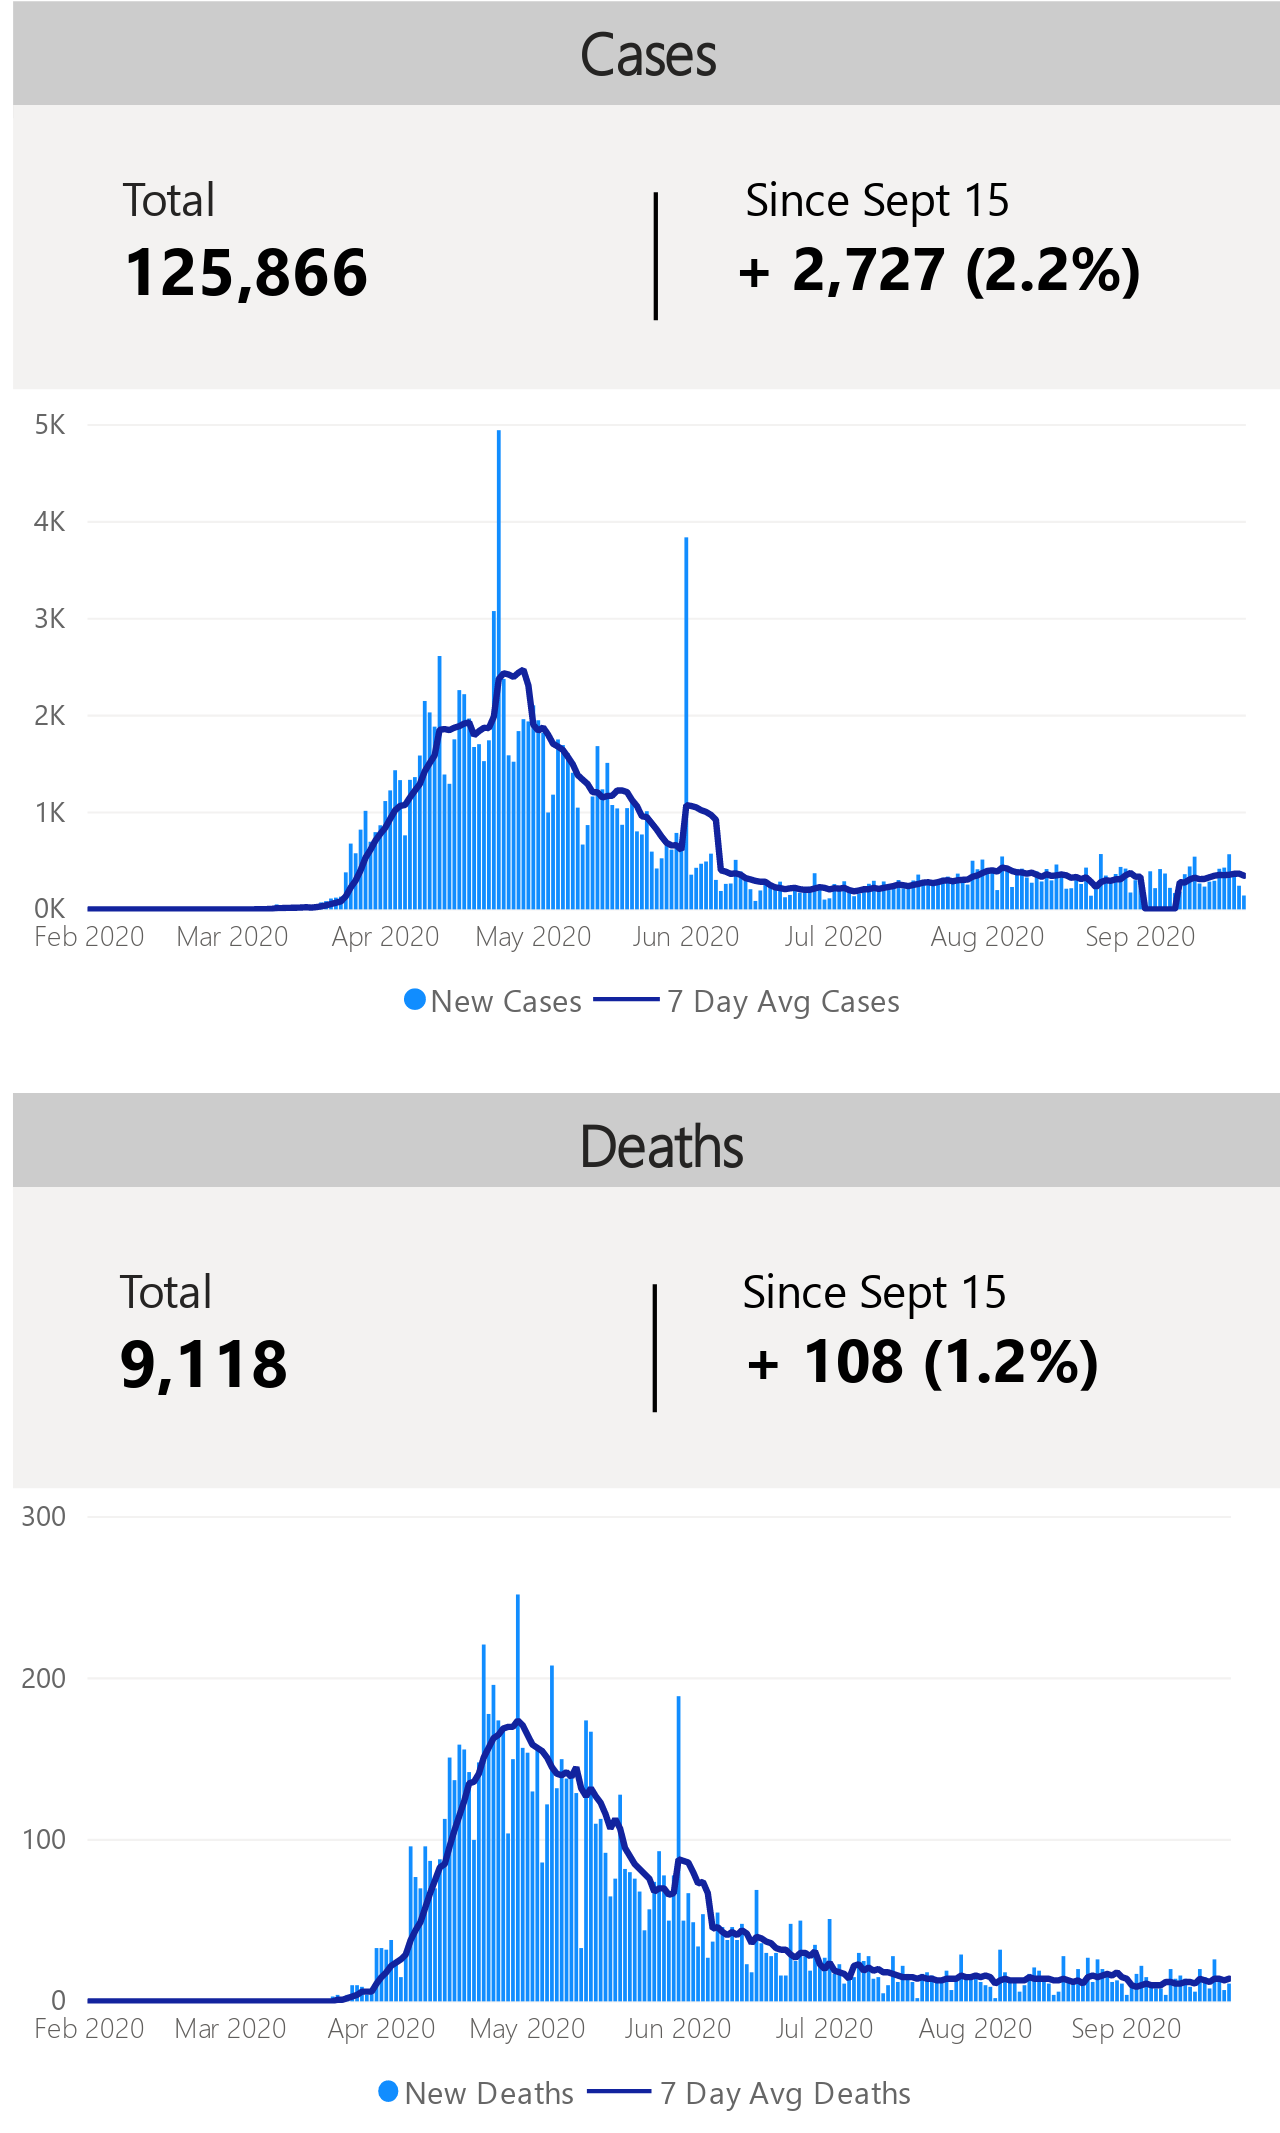 Cases
Total
Since Sept 15
125,866
+ 2,727 (2.2%)
5K
4K
3K
2K
1K
0K
Feb 2020 Mar 2020 Apr 2020 May 2020 Jun 2020 Jul 2020 Aug 2020 Sep 2020
New Cases 7 Day Avg Cases
Deaths
Total
Since Sept 15
9,118
+ 108 (1.2%)
300
200
100
0
Feb 2020 Mar 2020 Apr 2020 May 2020 Jun 2020 Jul 2020 Aug 2020 Sep 2020
New Deaths 7 Day Avg Deaths